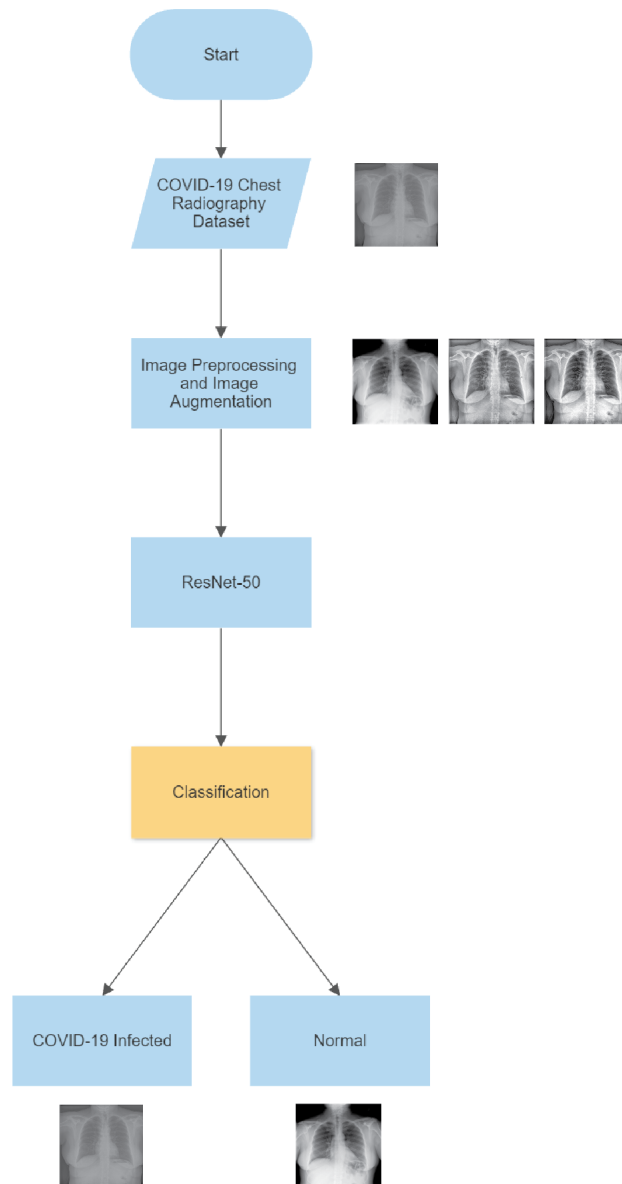 Start
COVID-19 Chest
Radiography
Dataset
Image Preprocessing
and Image
Augmentation
ResNet-50
Classification
COVID-19 Infected
Normal